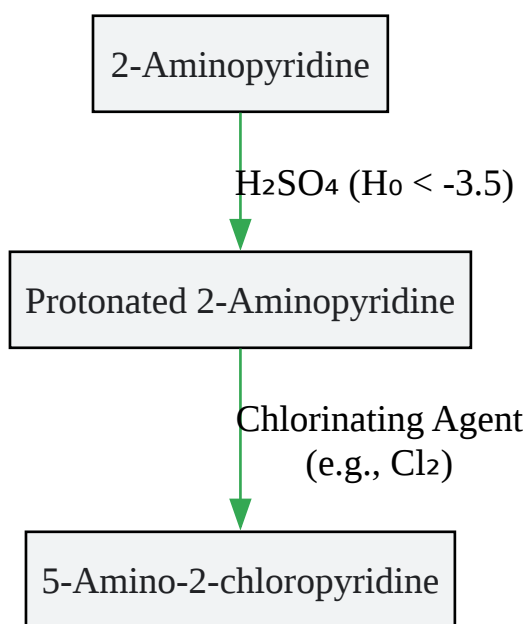 2-Aminopyridine
H₂SO₄ (H₀ < -3.5)
Protonated 2-Aminopyridine
Chlorinating Agent
(e.g., Cl₂)
5-Amino-2-chloropyridine